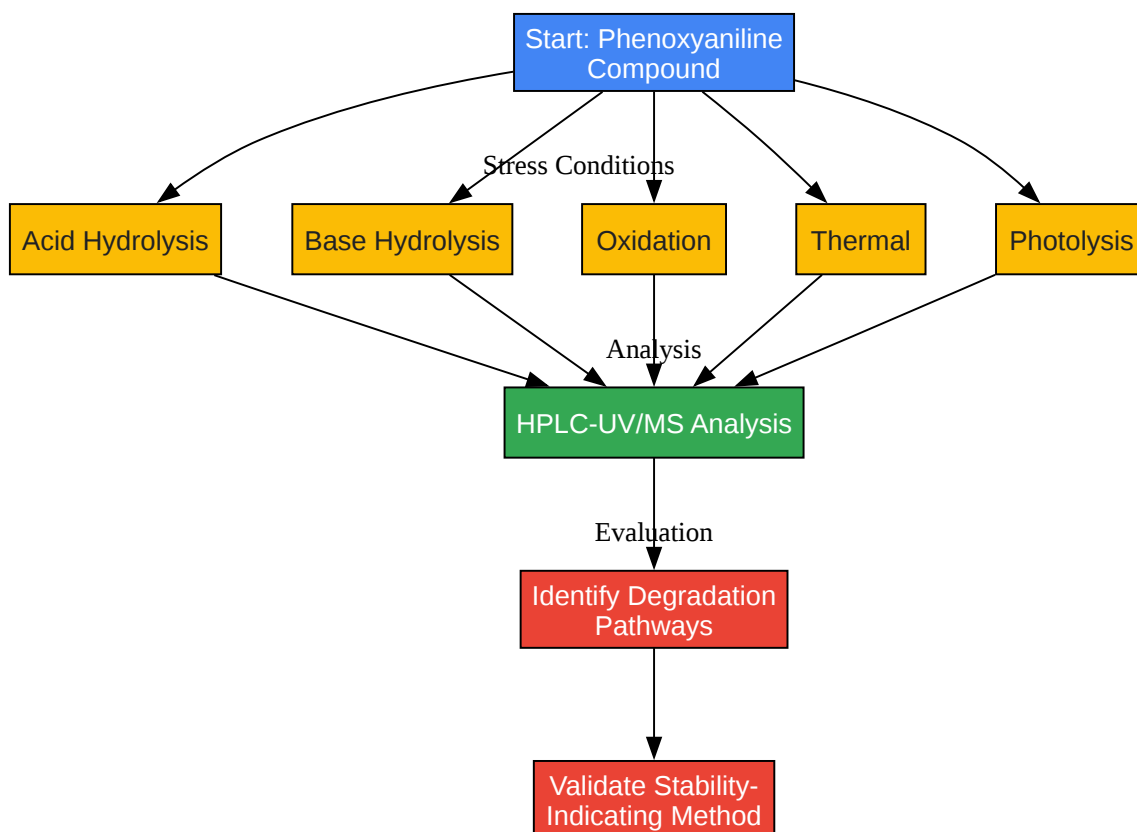 Start: Phenoxyaniline
Compound
Stress Conditions
Acid Hydrolysis
Base Hydrolysis
Oxidation
Thermal
Photolysis
Analysis
HPLC-UV/MS Analysis
Evaluation
Identify Degradation
Pathways
Validate Stability-
Indicating Method